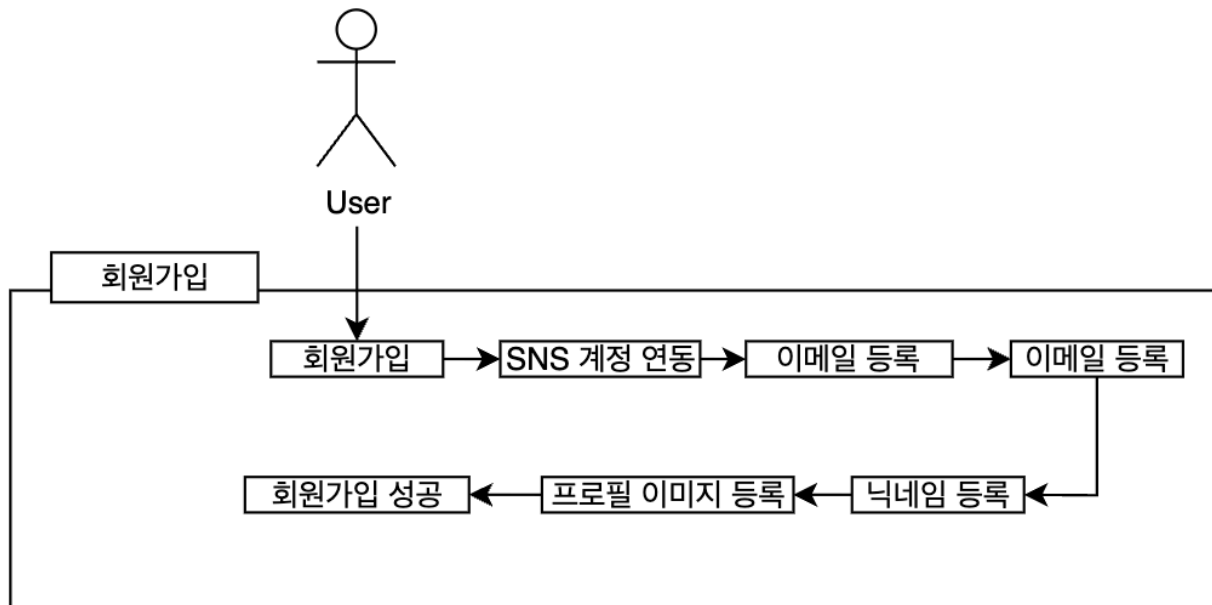 User
회원가입
회원가입
SNS 계정 연동
이메일 등록
이메일 등록
닉네임 등록
프로필 이미지 등록
회원가입 성공